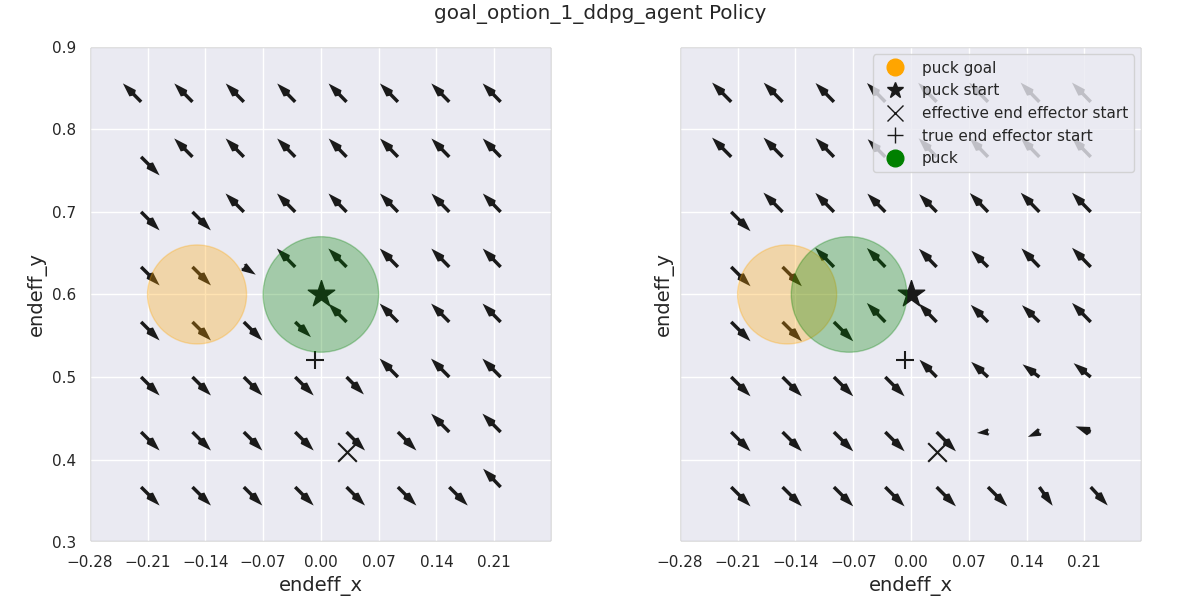 goal_option_1_ddpg_agent Policy
0.9
0.8
0.7
0.6
0.5
0.4
0.3
endeff_y
−0.28 −0.21 −0.14 −0.07 0.00 0.07 0.14 0.21
endeff_x
endeff_y
puck goal
puck start
effective end effector start
true end effector start
puck
−0.28 −0.21 −0.14 −0.07 0.00 0.07 0.14 0.21
endeff_x